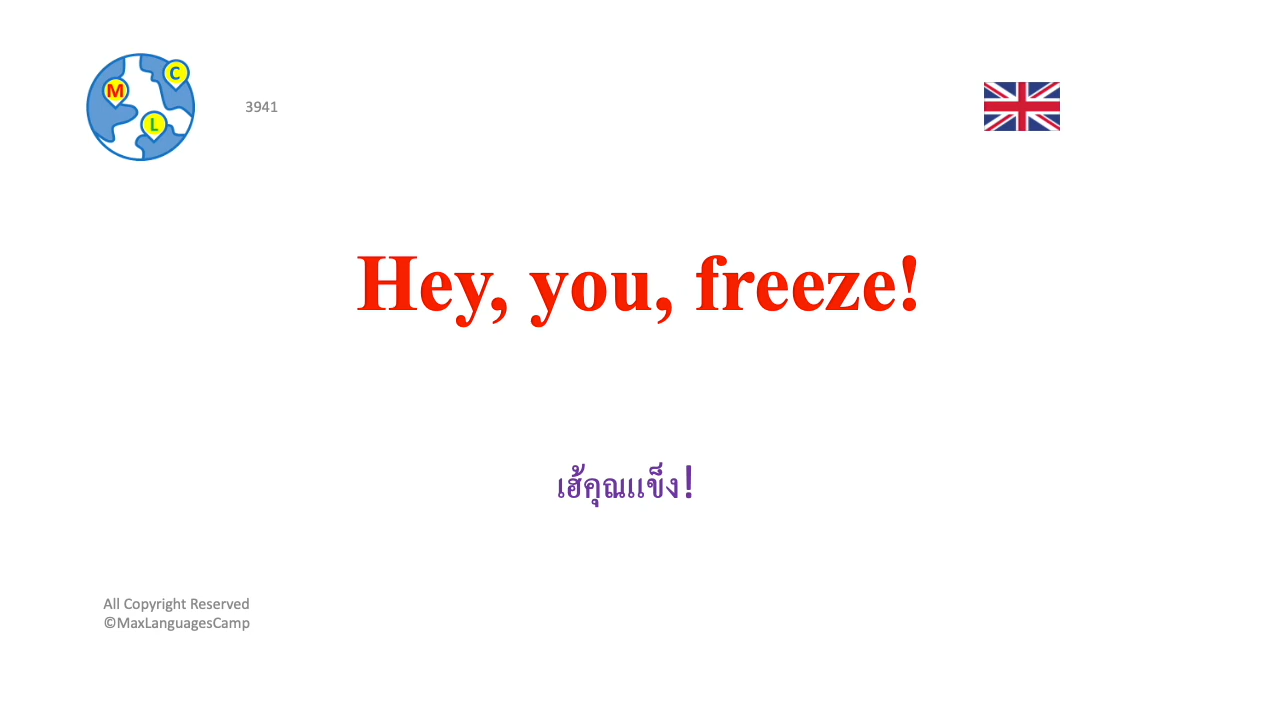 C
M
L
3941
Hey, you, freeze!
เฮ้คุณแข็ง!
All Copyright Reserved
©MaxLanguagesCamp